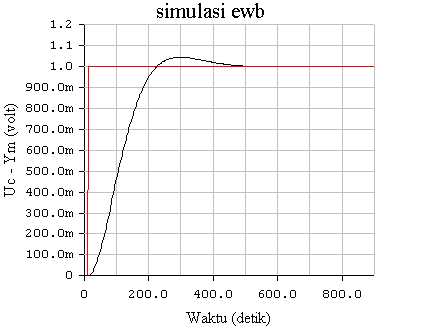 simulasi ewb
1.2
1.1
1.0
900.0m
800.0m
700.0m
600.0m
500.0m
400.0m
300.0m
200.0m
100.0m
0
Uc - Ym (volt)
0 200.0 400.0 600.0 800.0
Waktu (detik)